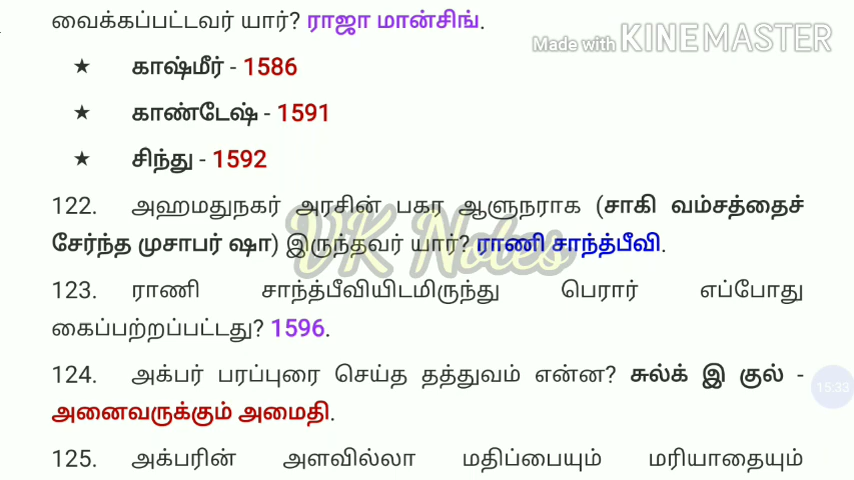 வைக்கப்பட்டவர் யார்? ராஜா மான்சிங்.
Made with KINEMASTER
★ காஷ்மீர் - 1586
★ காண்டேஷ் - 1591
★ சிந்து - 1592
122. அஹமதுநகர் அரசின் பகர ஆளுநராக (சாகி வம்சத்தைச்
சேர்ந்த முசாபர் ஷா) இருந்தவர் யார்? ராணி சாந்த்பீவி.
VK Notes
123. ராணி சாந்த்பீவியிடமிருந்து பெரார் எப்போது
கைப்பற்றப்பட்டது? 1596.
124. அக்பர் பரப்புரை செய்த தத்துவம் என்ன? சுல்க் இ குல் -
15:33
அனைவருக்கும் அமைதி.
125. அக்பரின் அளவில்லா மதிப்பையும் மரியாதையும்